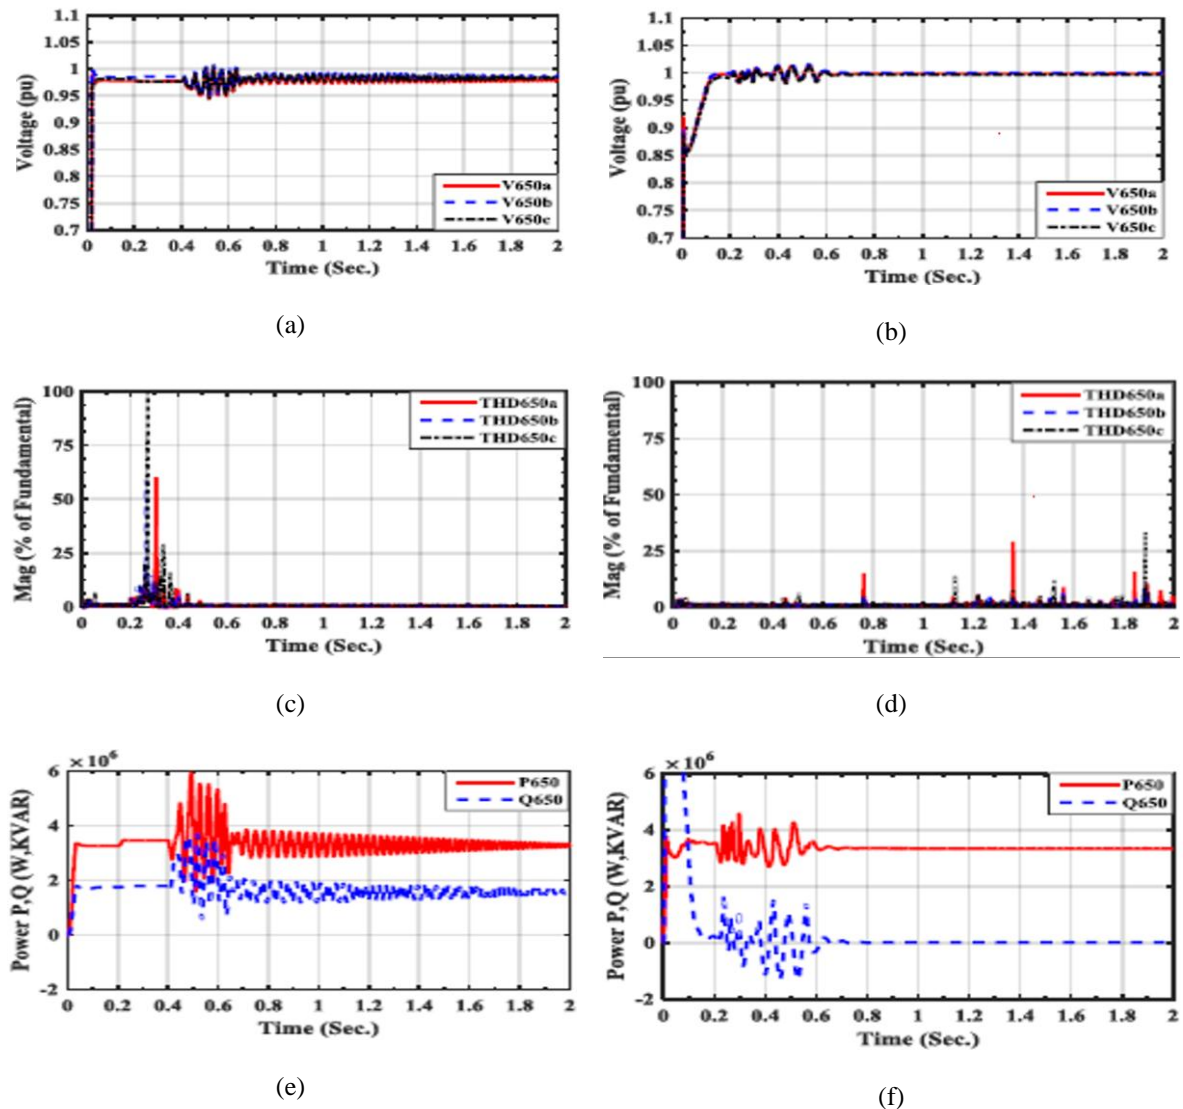 1.1
1.05
1
0.95
0.9
0.85
0.8
0.75
0.7
Voltage (pu)
V650a
V650b
V650c
0 0.2 0.4 0.6 0.8 1 1.2 1.4 1.6 1.8 2
Time (Sec.)
(a)
1.1
1.05
1
0.95
0.9
0.85
0.8
0.75
0.7
Voltage (pu)
V650a
V650b
V650c
0 0.2 0.4 0.6 0.8 1 1.2 1.4 1.6 1.8 2
Time (Sec.)
(b)
100
75
50
25
0
Mag (% of Fundamental)
THD650a
THD650b
THD650c
0 0.2 0.4 0.6 0.8 1 1.2 1.4 1.6 1.8 2
Time (Sec.)
(c)
100
75
50
25
0
Mag (% of Fundamental)
THD650a
THD650b
THD650c
0 0.2 0.4 0.6 0.8 1 1.2 1.4 1.6 1.8 2
Time (Sec.)
(d)
×10⁶
6
4
2
0
-2
Power P,Q (W,KVAR)
P650
Q650
0 0.2 0.4 0.6 0.8 1 1.2 1.4 1.6 1.8 2
Time (Sec.)
(e)
×10⁶
6
4
2
0
-2
Power P,Q (W,KVAR)
P650
Q650
0 0.2 0.4 0.6 0.8 1 1.2 1.4 1.6 1.8 2
Time (Sec.)
(f)